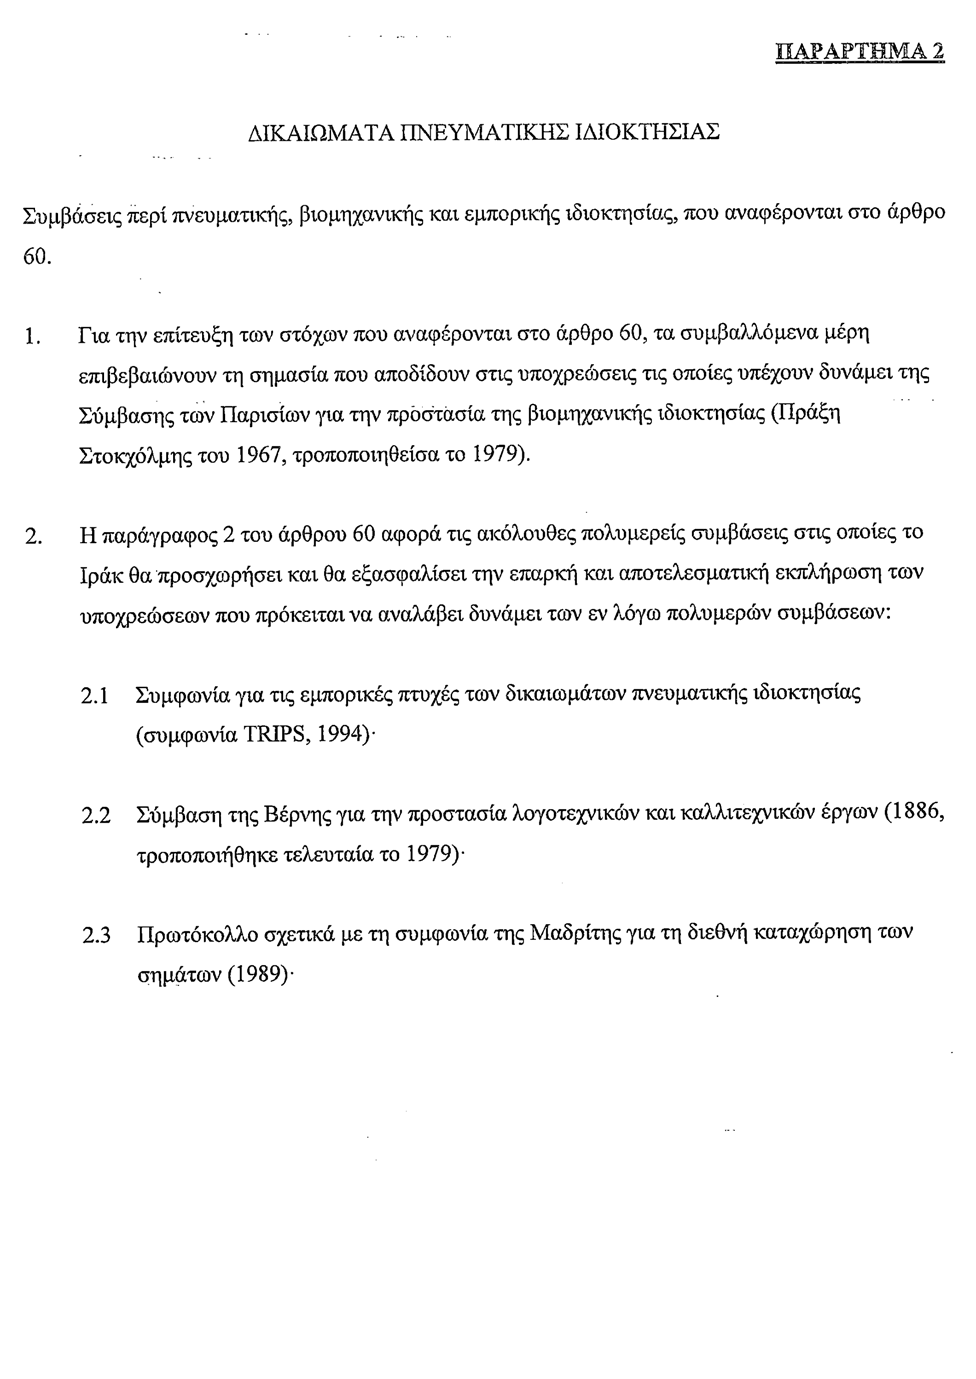 ΠΑΡΑΡΤΗΜΑ 2
ΔΙΚΑΙΩΜΑΤΑ ΠΝΕΥΜΑΤΙΚΗΣ ΙΔΙΟΚΤΗΣΙΑΣ
Συμβάσεις περί πνευματικής, βιομηχανικής και εμπορικής ιδιοκτησίας, που αναφέρονται στο άρθρο
60.
1. Για την επίτευξη των στόχων που αναφέρονται στο άρθρο 60, τα συμβαλλόμενα μέρη
επιβεβαιώνουν τη σημασία που αποδίδουν στις υποχρεώσεις τις οποίες υπέχουν δυνάμει της
Σύμβασης των Παρισίων για την προστασία της βιομηχανικής ιδιοκτησίας (Πράξη
Στοκχόλμης του 1967, τροποποιηθείσα το 1979).
2. Η παράγραφος 2 του άρθρου 60 αφορά τις ακόλουθες πολυμερείς συμβάσεις στις οποίες το
Ιράκ θα προσχωρήσει και θα εξασφαλίσει την επαρκή και αποτελεσματική εκπλήρωση των
υποχρεώσεων που πρόκειται να αναλάβει δυνάμει των εν λόγω πολυμερών συμβάσεων:
2.1 Συμφωνία για τις εμπορικές πτυχές των δικαιωμάτων πνευματικής ιδιοκτησίας
(συμφωνία TRIPS, 1994)·
2.2 Σύμβαση της Βέρνης για την προστασία λογοτεχνικών και καλλιτεχνικών έργων (1886,
τροποποιήθηκε τελευταία το 1979)·
2.3 Πρωτόκολλο σχετικά με τη συμφωνία της Μαδρίτης για τη διεθνή καταχώρηση των
σημάτων (1989)·